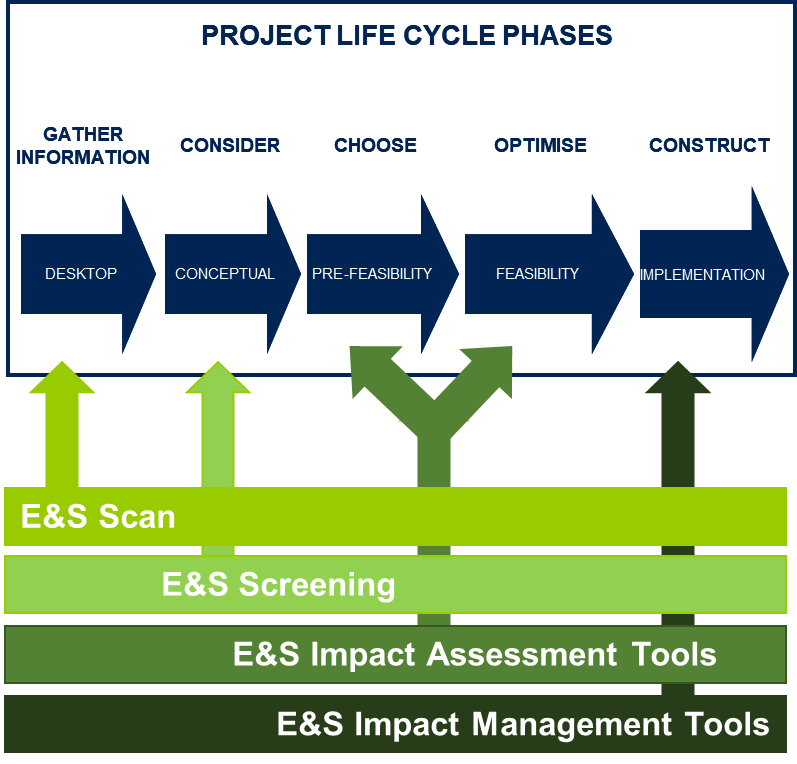 PROJECT LIFE CYCLE PHASES
GATHER
INFORMATION
CONSIDER
CHOOSE
OPTIMISE
CONSTRUCT
DESKTOP
CONCEPTUAL
PRE-FEASIBILITY
FEASIBILITY
IMPLEMENTATION
E&S Scan
E&S Screening
E&S Impact Assessment Tools
E&S Impact Management Tools